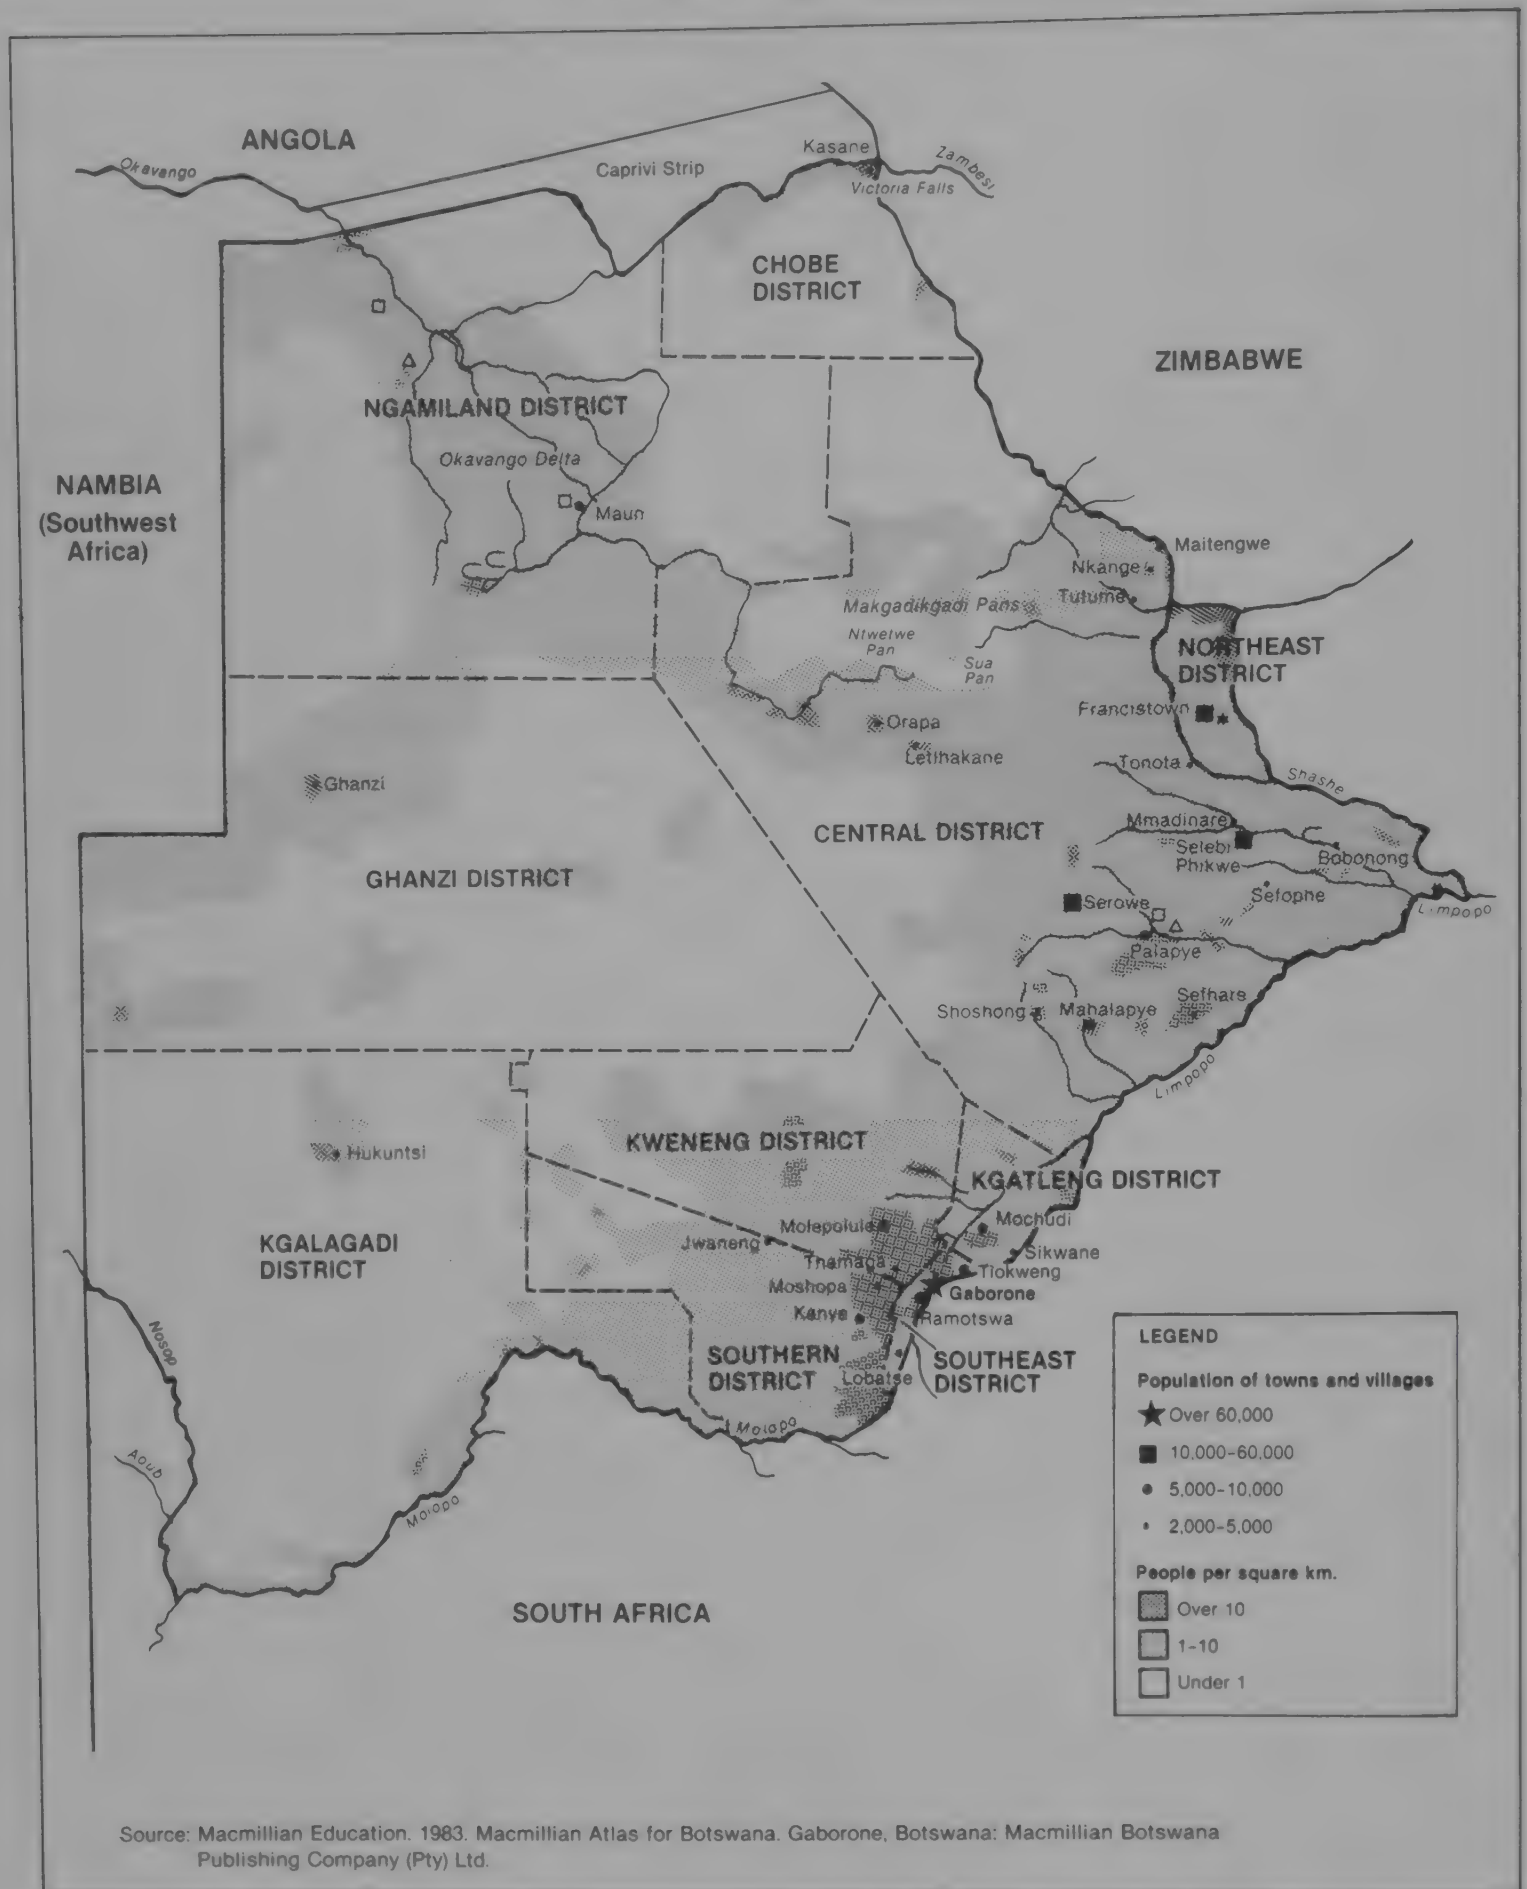 ANGOLA
Okavango
Caprivi Strip
Kasane
Zambesi
Victoria Falls
CHOBE
DISTRICT
ZIMBABWE
NGAMILAND DISTRICT
Okavango Delta
NAMBIA
(Southwest
Africa)
Maun
Maitengwe
Nkange
Tutume
Makgadikgadi Pans
Ntwetwe
Pan
Sua
Pan
NORTHEAST
DISTRICT
Francistown
Orapa
Letlhakane
Tonota
Shashe
Ghanzi
Mmadinare
CENTRAL DISTRICT
Selebi
Phikwe
Bobonong
GHANZI DISTRICT
Serowe
Sefophe
Limpopo
Palapye
Sefhare
Shoshong
Mahalapye
Limpopo
Hukuntsi
KWENENG DISTRICT
KGATLENG DISTRICT
Molepolule
Mochudi
Jwaneng
Sikwane
KGALAGADI
DISTRICT
Thamaga
Tlokweng
Moshopa
Gaborone
Kanye
Ramotswa
Nosop
SOUTHERN
DISTRICT
Lobatse
SOUTHEAST
DISTRICT
Molopo
Aoub
Molopo
SOUTH AFRICA
LEGEND
Population of towns and villages
Over 60,000
10,000-60,000
5,000-10,000
2,000-5,000
People per square km.
Over 10
1-10
Under 1
Source: Macmillian Education. 1983. Macmillian Atlas for Botswana. Gaborone, Botswana: Macmillian Botswana
Publishing Company (Pty) Ltd.